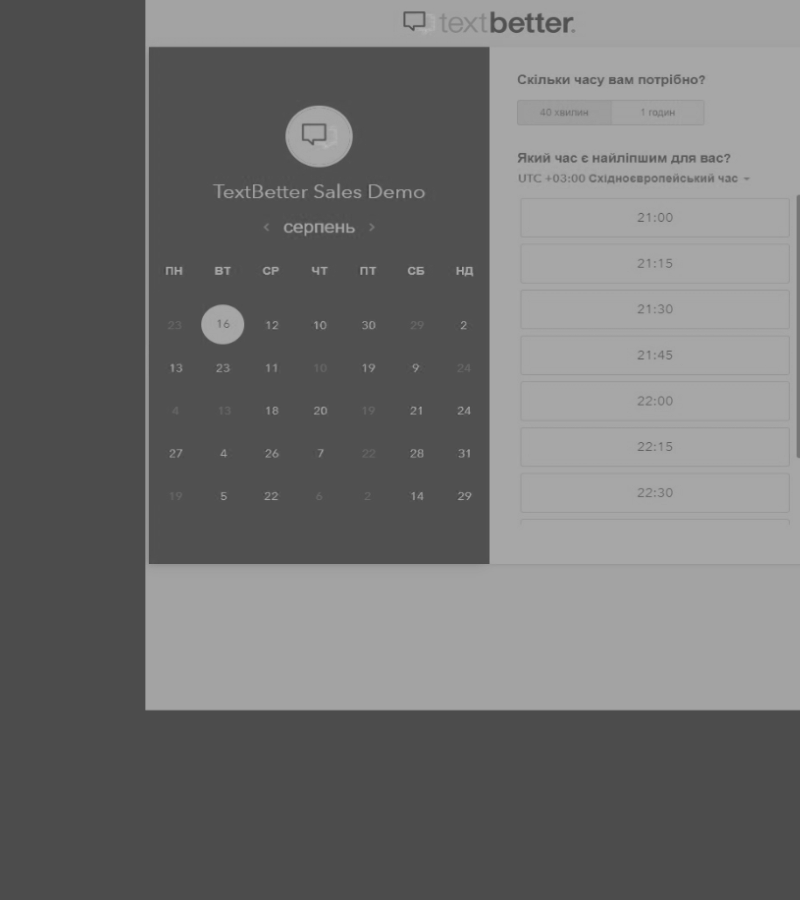 textbetter.
TextBetter Sales Demo
< серпень >
ПН ВТ СР ЧТ ПТ СБ НД
23 16 12 10 30 29 2
13 23 11 10 19 9 24
4 13 18 20 19 21 24
27 4 26 7 22 28 31
19 5 22 6 2 14 29
Скільки часу вам потрібно?
40 хвилин 1 годин
Який час є найліпшим для вас?
UTC +03:00 Східноєвропейський час
21:00
21:15
21:30
21:45
22:00
22:15
22:30